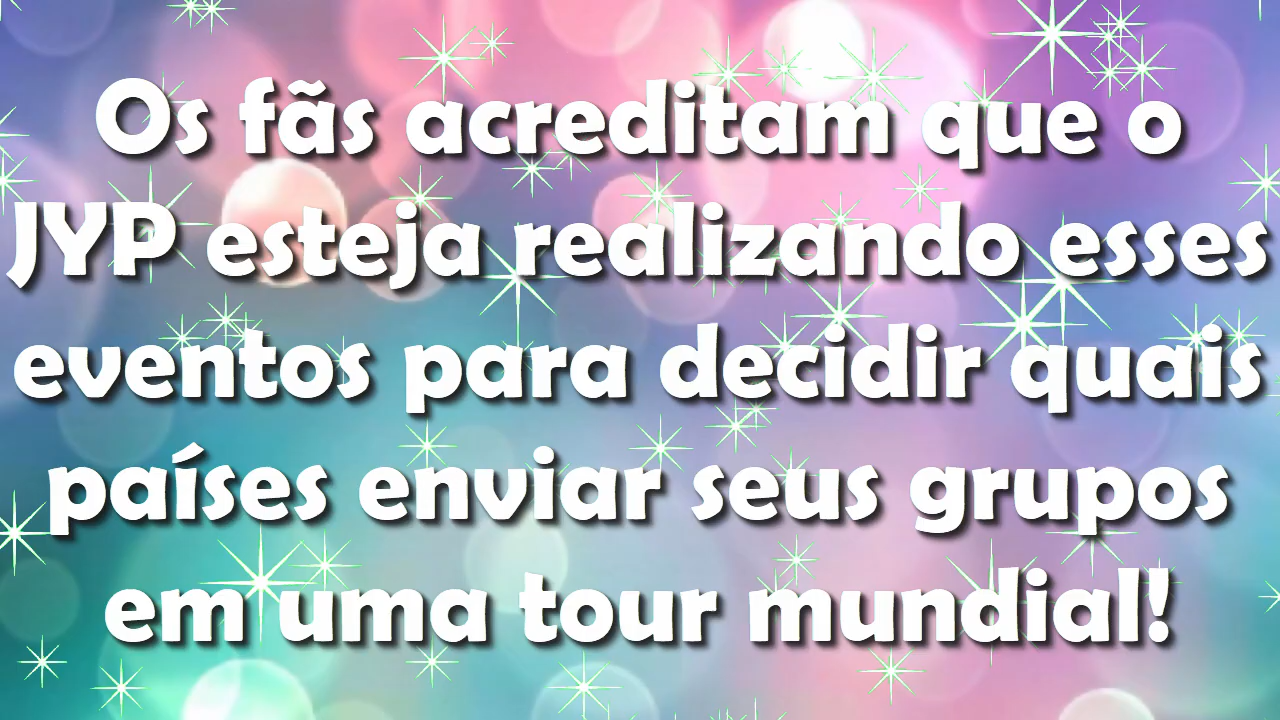 Os fãs acreditam que o
JYP esteja realizando esses
eventos para decidir quais
países enviar seus grupos
em uma tour mundial!